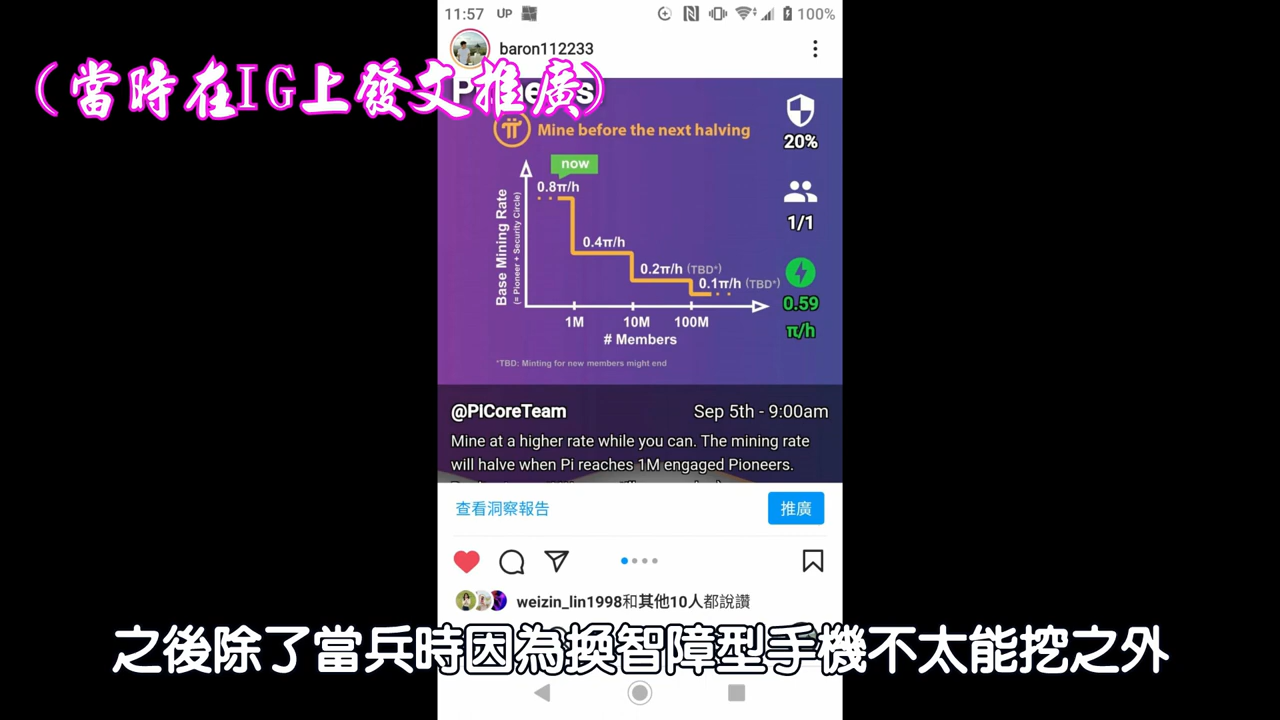 11:57 UP 100%
baron112233
(當時在IG上發文推廣)
Mine before the next halving
20%
now
0.8π/h
1/1
0.4π/h
0.2π/h (TBD*)
0.1π/h (TBD*)
0.59
π/h
Base Mining Rate
(= Pioneer + Security Circle)
1M 10M 100M
# Members
*TBD: Minting for new members might end
@PiCoreTeam Sep 5th - 9:00am
Mine at a higher rate while you can. The mining rate
will halve when Pi reaches 1M engaged Pioneers.
查看洞察報告 推廣
weizin_lin1998和其他10人都說讚
之後除了當兵時因為換智障型手機不太能挖之外